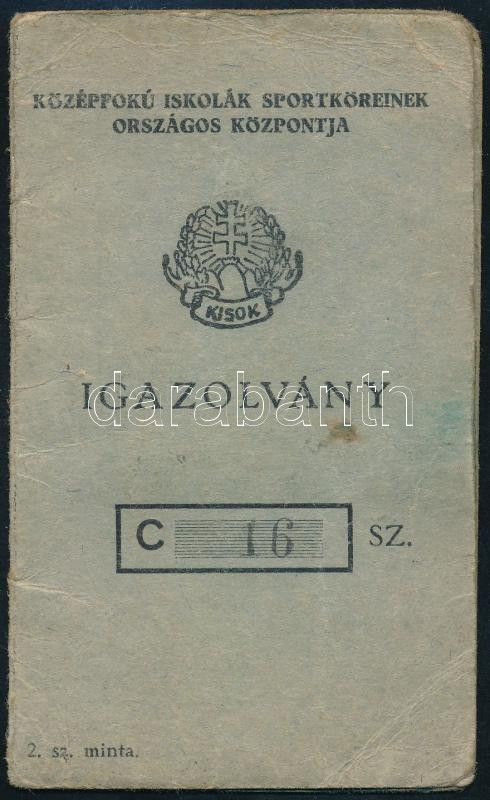 KÖZÉPFOKÚ ISKOLÁK SPORTKÖREINEK
ORSZÁGOS KÖZPONTJA
KISOK
IGAZOLVÁNY
darabanth
C 16 SZ.
2. sz. minta.